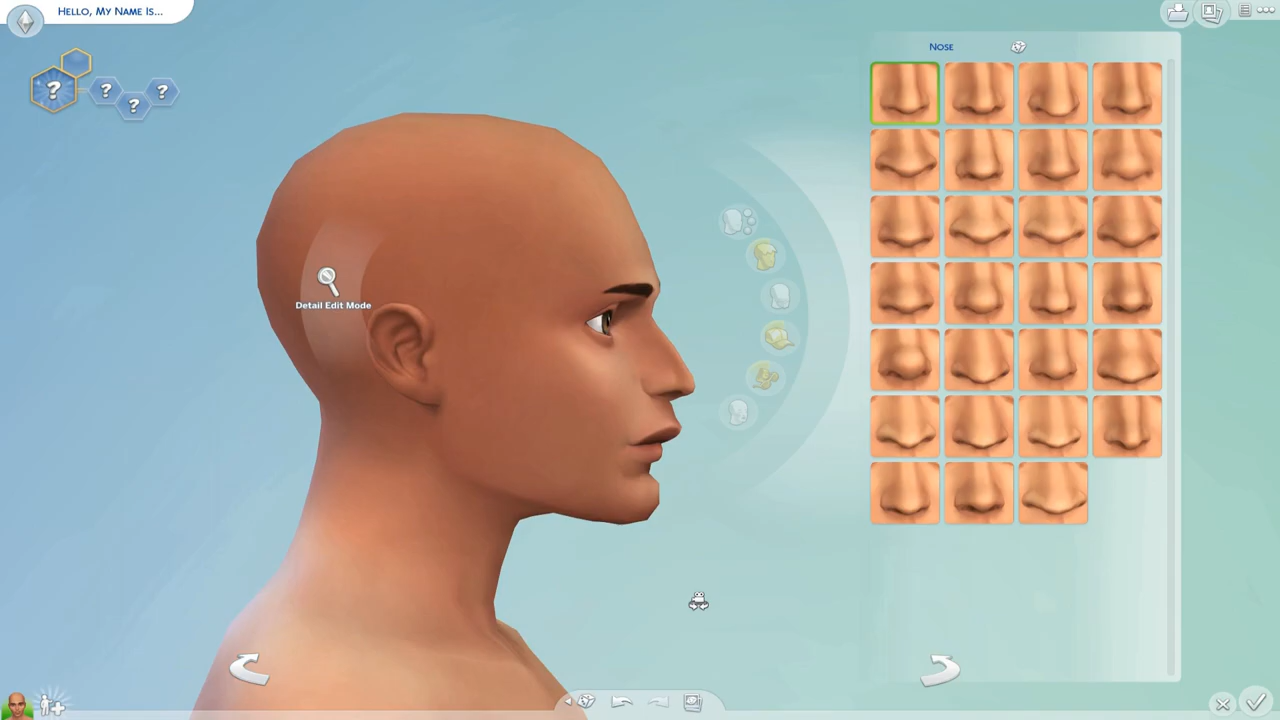 Hello, My Name Is...
Nose
?
? ? ?
Detail Edit Mode